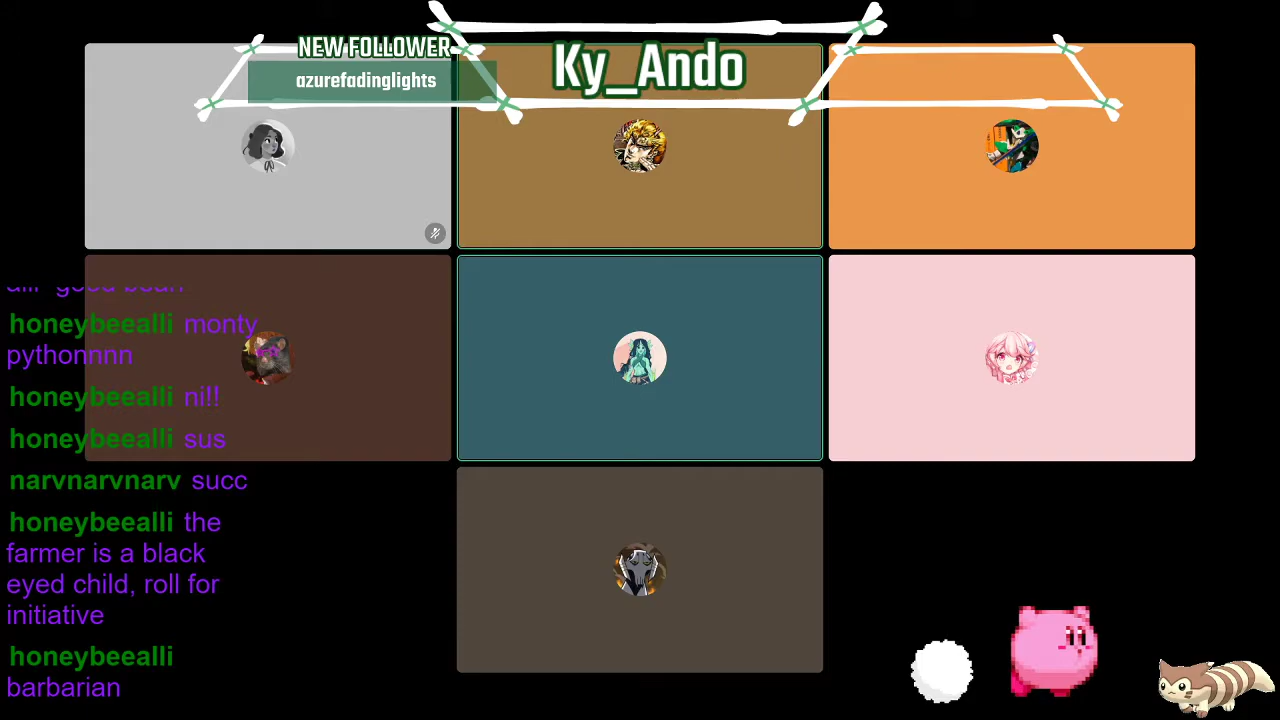 NEW FOLLOWER
azurefadinglights
Ky_Ando
honeybeealli monty
pythonnnn
honeybeealli ni!!
honeybeealli sus
narvnarvnarv succ
honeybeealli the
farmer is a black
eyed child, roll for
initiative
honeybeealli
barbarian